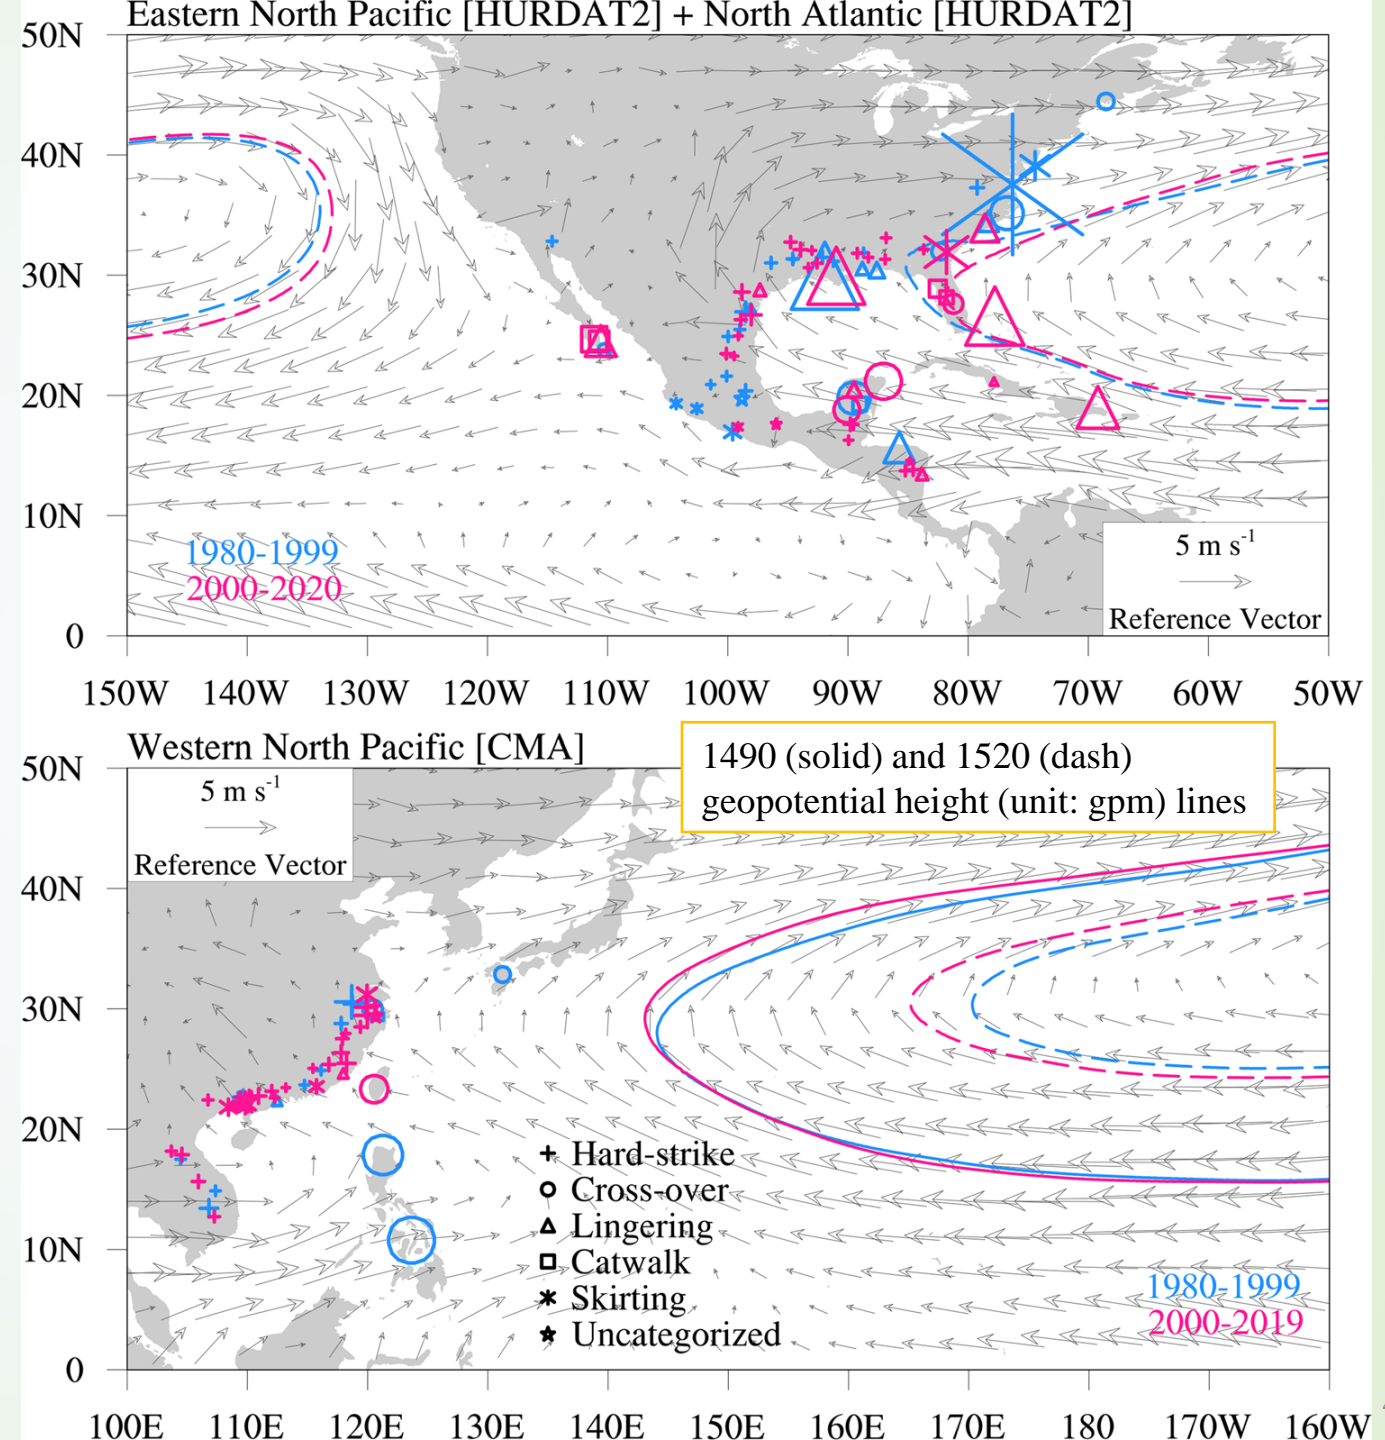 Eastern North Pacific [HURDAT2] + North Atlantic [HURDAT2]
50N
40N
30N
20N
10N
0
1980-1999
2000-2020
5 m s-1
Reference Vector
150W 140W 130W 120W 110W 100W 90W 80W 70W 60W 50W
Western North Pacific [CMA]
1490 (solid) and 1520 (dash)
geopotential height (unit: gpm) lines
50N
40N
30N
20N
10N
0
5 m s-1
Reference Vector
Hard-strike
Cross-over
Lingering
Catwalk
Skirting
Uncategorized
1980-1999
2000-2019
100E 110E 120E 130E 140E 150E 160E 170E 180 170W 160W